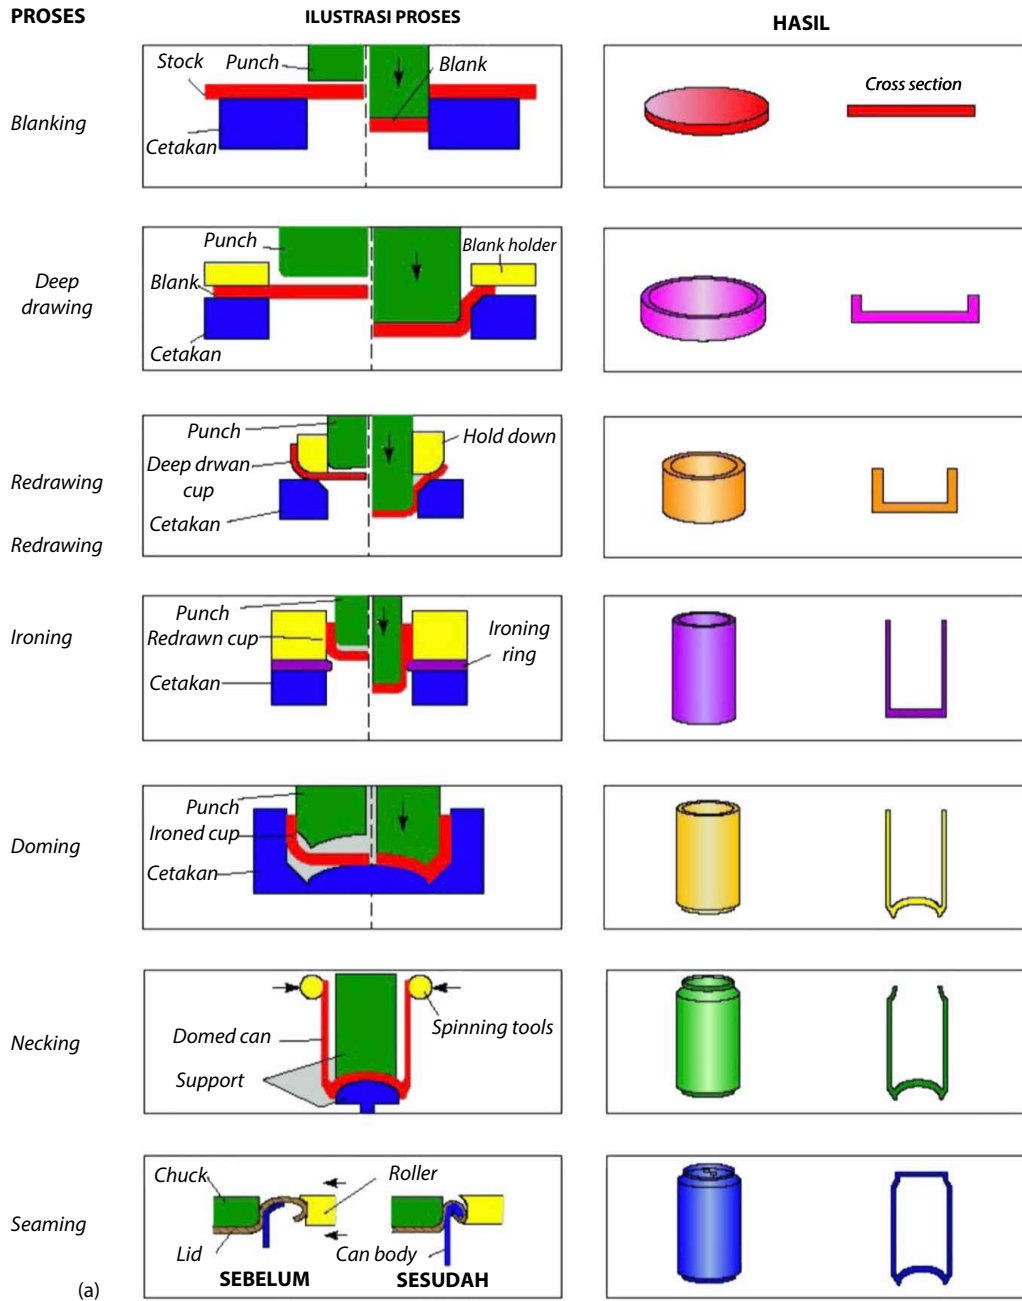 PROSES
ILUSTRASI PROSES
HASIL
Blanking
Stock
Punch
Blank
Cetakan
Cross section
Deep
drawing
Punch
Blank holder
Blank
Cetakan
Redrawing
Redrawing
Punch
Hold down
Deep drwan
cup
Cetakan
Ironing
Punch
Redrawn cup
Ironing
ring
Cetakan
Doming
Punch
Ironed cup
Cetakan
Necking
Domed can
Spinning tools
Support
Seaming
Chuck
Roller
Lid
Can body
SEBELUM
SESUDAH
(a)